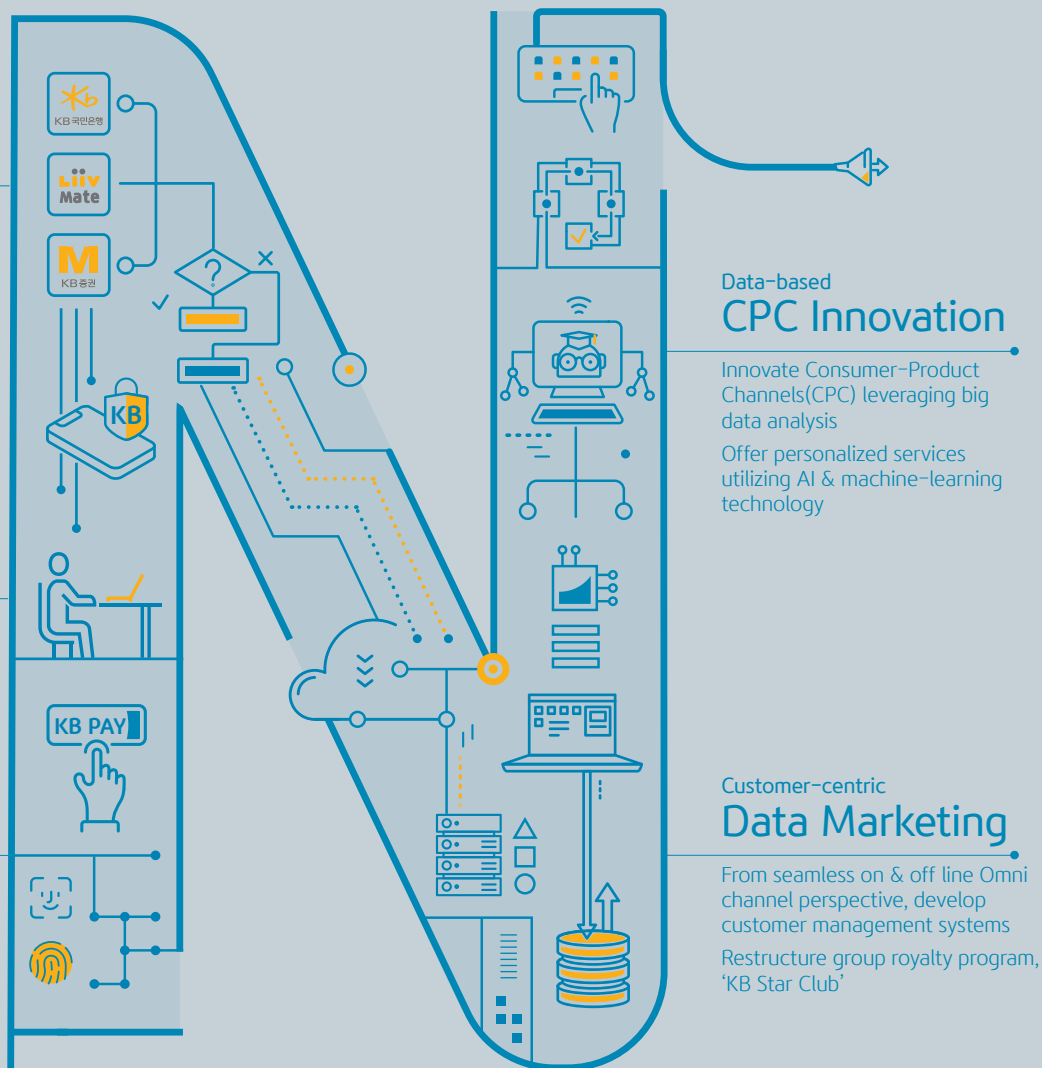 KB국민은행
Liiv
Mate
M
KB증권
?
KB
KB PAY
Data-based
CPC Innovation
Innovate Consumer-Product
Channels(CPC) leveraging big
data analysis
Offer personalized services
utilizing AI & machine-learning
technology
Customer-centric
Data Marketing
From seamless on & off line Omni
channel perspective, develop
customer management systems
Restructure group royalty program,
‘KB Star Club’